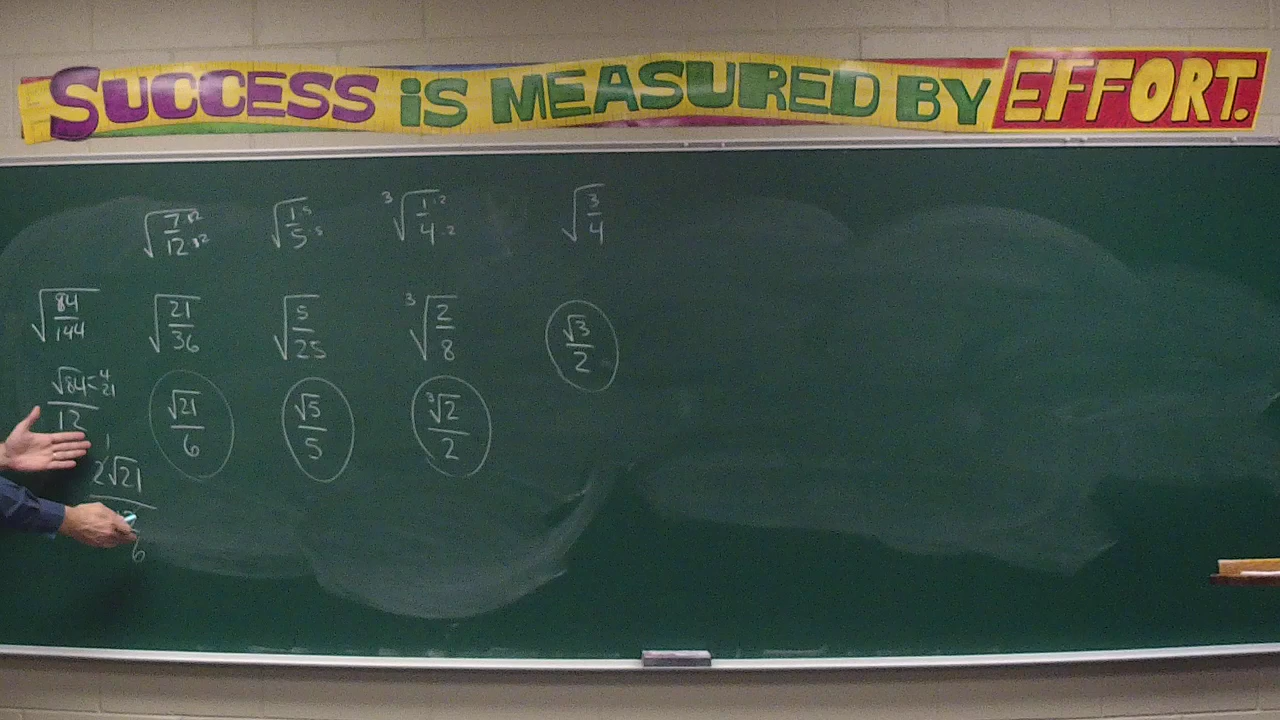 SUCCESS iS MEASURED BY EFFORT.
√(7/12) √(1/5) ³√(1/4) √(3/4)
·5 ·5 ·2 ·2
√(84/144) √(21/36) √(5/25) ³√(2/8) √3/2
√84 < 4 21
12
√21/6 √5/5 ³√2/2
1
2√21
6